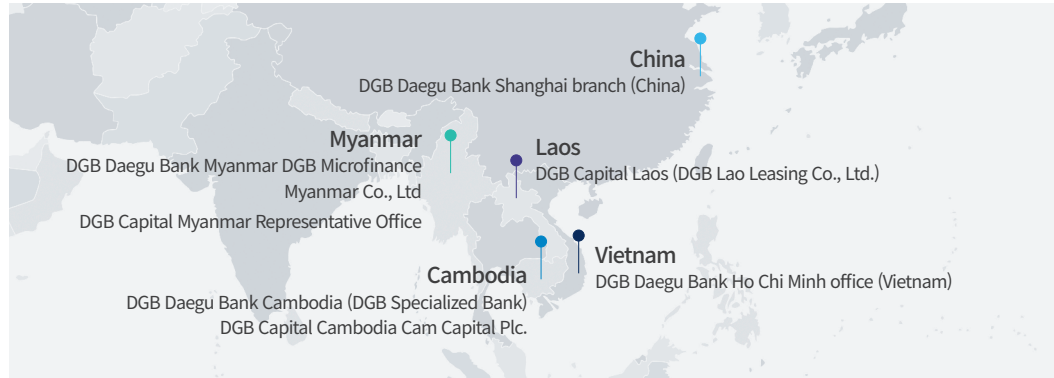 China
DGB Daegu Bank Shanghai branch (China)
Myanmar
DGB Daegu Bank Myanmar DGB Microfinance
Myanmar Co., Ltd
DGB Capital Myanmar Representative Office
Laos
DGB Capital Laos (DGB Lao Leasing Co., Ltd.)
Vietnam
DGB Daegu Bank Ho Chi Minh office (Vietnam)
Cambodia
DGB Daegu Bank Cambodia (DGB Specialized Bank)
DGB Capital Cambodia Cam Capital Plc.